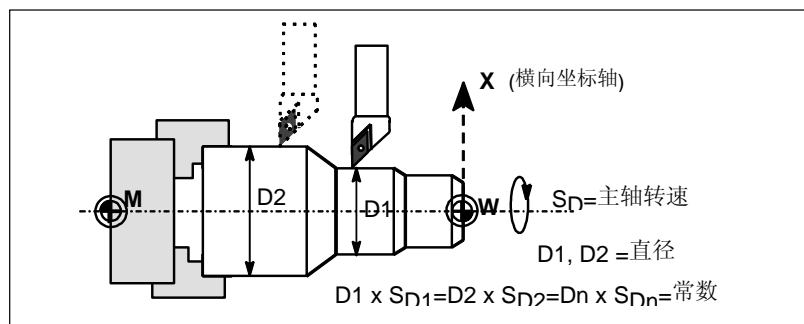 X (横向坐标轴)
D2
D1
M
W
SD=主轴转速
D1, D2 =直径
D1 x SD1=D2 x SD2=Dn x SDn=常数